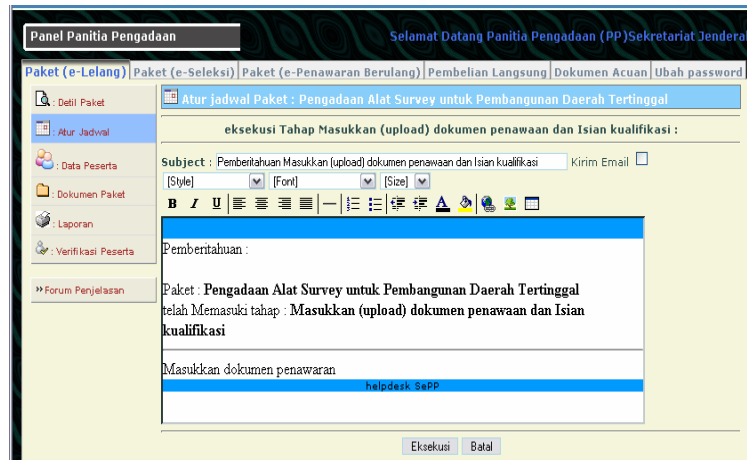 Panel Panitia Pengadaan
Selamat Datang Panitia Pengadaan (PP)Sekretariat Jenderal
Paket (e-Lelang) Paket (e-Seleksi) Paket (e-Penawaran Berulang) Pembelian Langsung Dokumen Acuan Ubah password
: Detil Paket
: Atur Jadwal
: Data Peserta
: Dokumen Paket
: Laporan
: Verifikasi Peserta
» Forum Penjelasan
Atur jadwal Paket : Pengadaan Alat Survey untuk Pembangunan Daerah Tertinggal
eksekusi Tahap Masukkan (upload) dokumen penawaan dan Isian kualifikasi :
Subject : Pemberitahuan Masukkan (upload) dokumen penawaan dan Isian kualifikasi Kirim Email
[Style] [Font] [Size]
B I U A
Pemberitahuan :
Paket : Pengadaan Alat Survey untuk Pembangunan Daerah Tertinggal
telah Memasuki tahap : Masukkan (upload) dokumen penawaan dan Isian
kualifikasi
Masukkan dokumen penawaran
helpdesk SePP
Eksekusi Batal